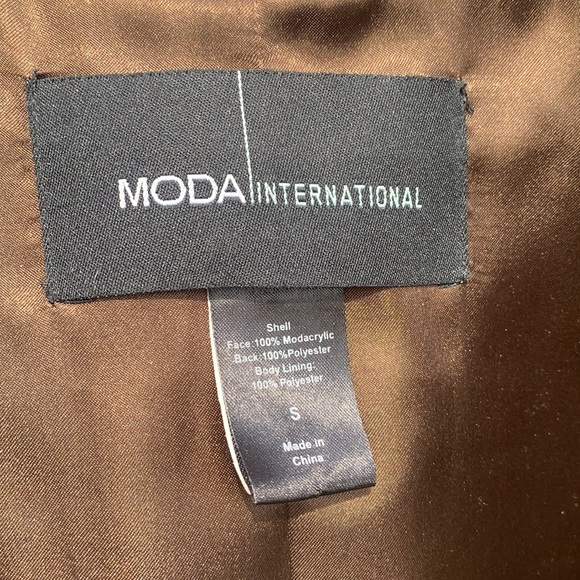 MODA INTERNATIONAL
Shell
Face:100% Modacrylic
Back:100%Polyester
Body Lining:
100% Polyester
S
Made in
China